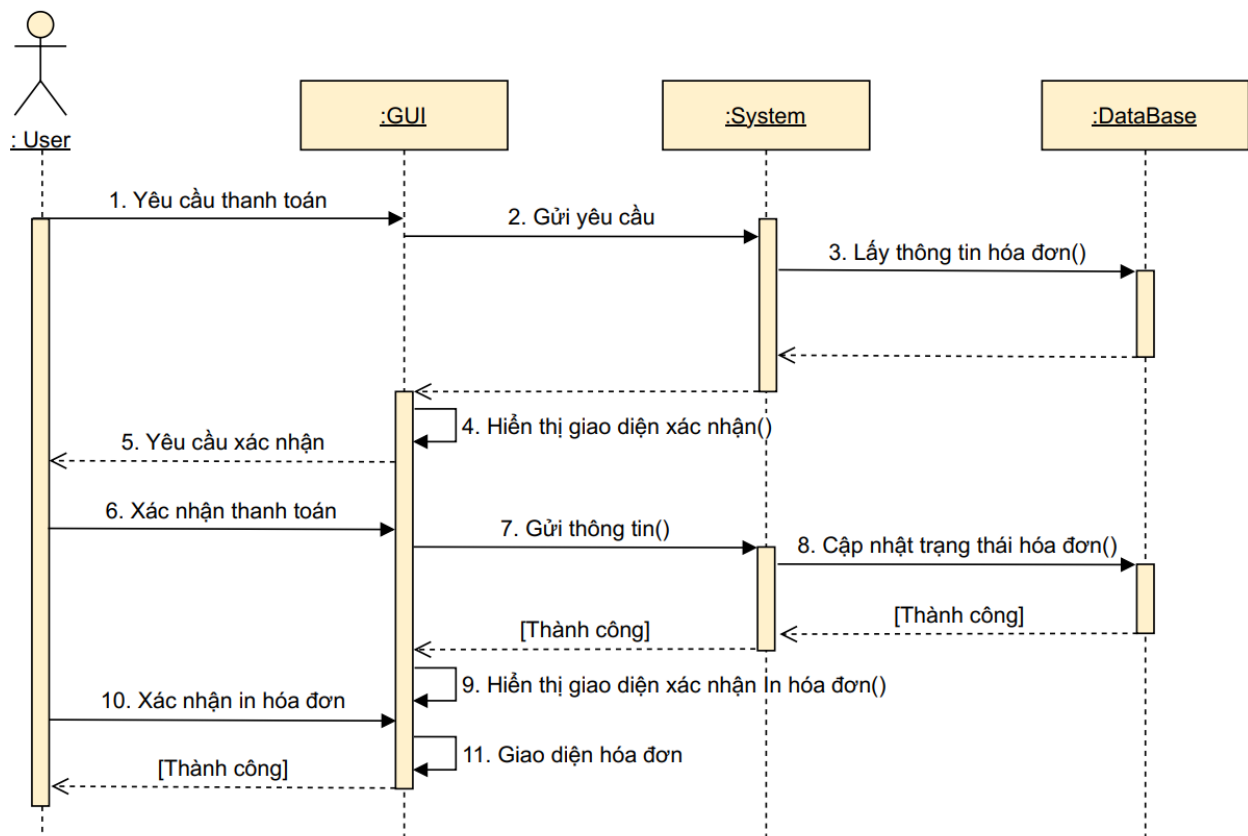 : User
:GUI
:System
:DataBase
1. Yêu cầu thanh toán
2. Gửi yêu cầu
3. Lấy thông tin hóa đơn()
4. Hiển thị giao diện xác nhận()
5. Yêu cầu xác nhận
6. Xác nhận thanh toán
7. Gửi thông tin()
8. Cập nhật trạng thái hóa đơn()
[Thành công]
[Thành công]
9. Hiển thị giao diện xác nhận In hóa đơn()
10. Xác nhận in hóa đơn
11. Giao diện hóa đơn
[Thành công]